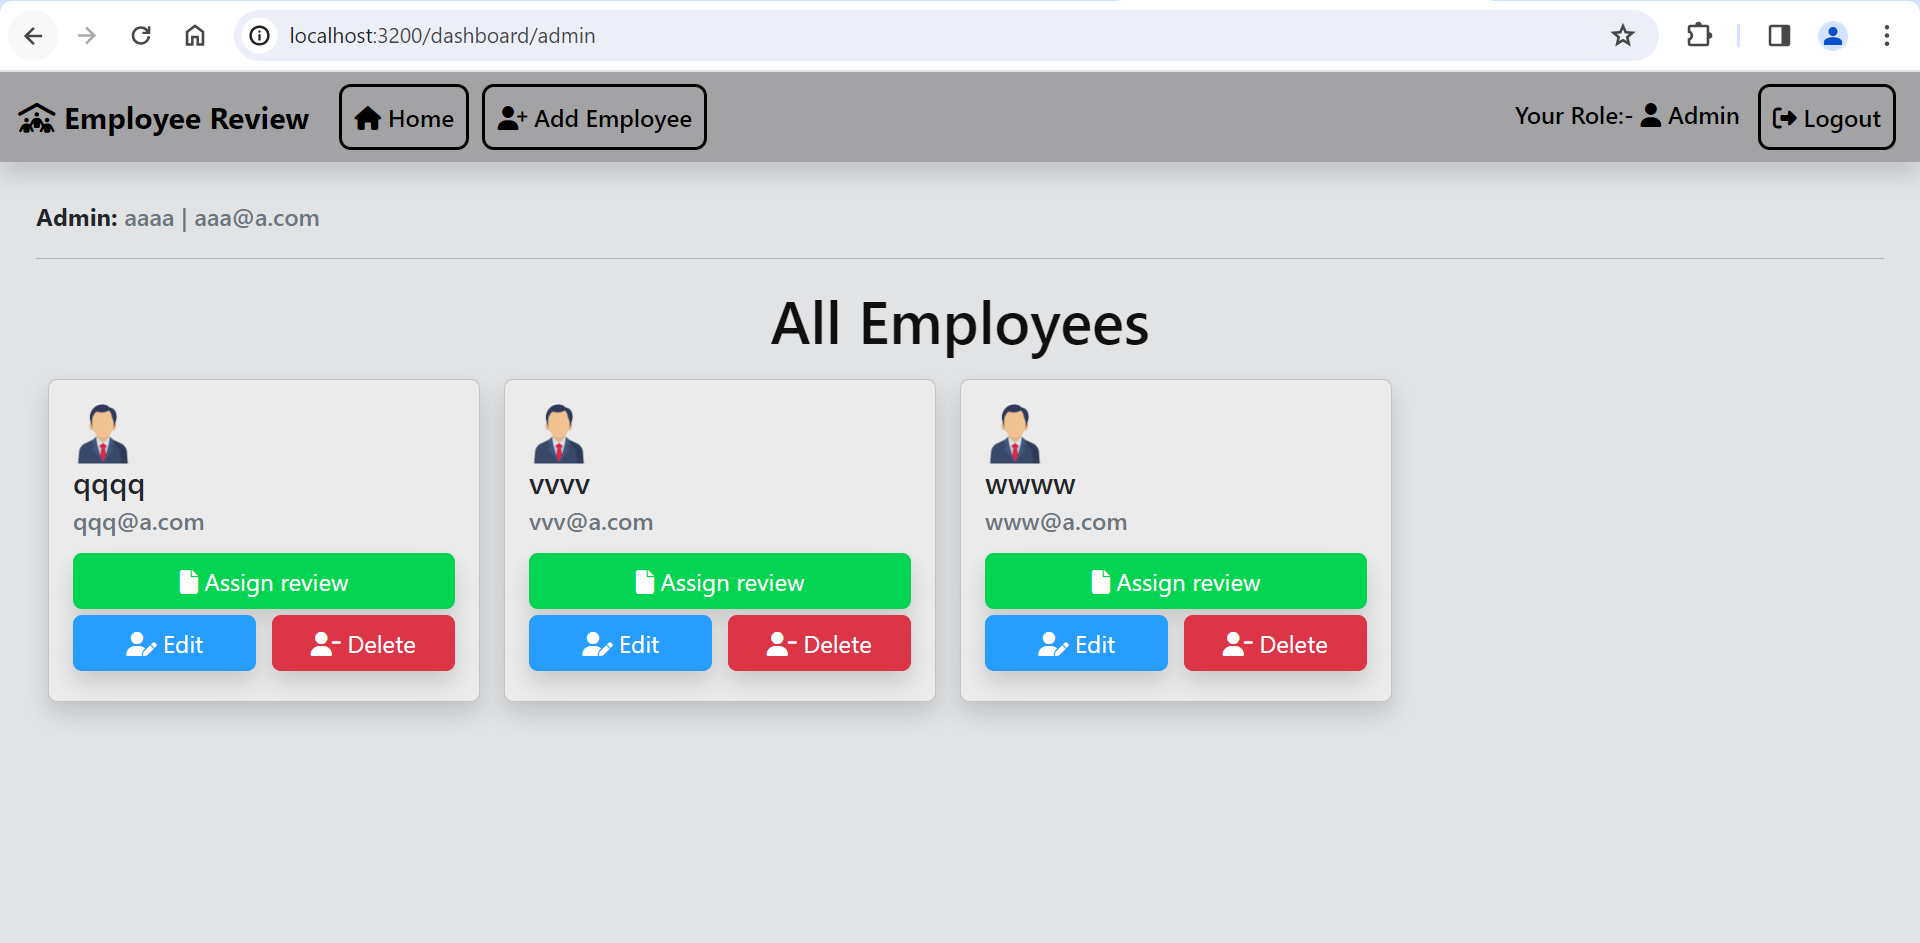 localhost:3200/dashboard/admin
Employee Review Home Add Employee Your Role:- Admin Logout
Admin: aaaa | aaa@a.com
All Employees
qqqq
qqq@a.com
Assign review
Edit Delete
vvvv
vvv@a.com
Assign review
Edit Delete
wwww
www@a.com
Assign review
Edit Delete